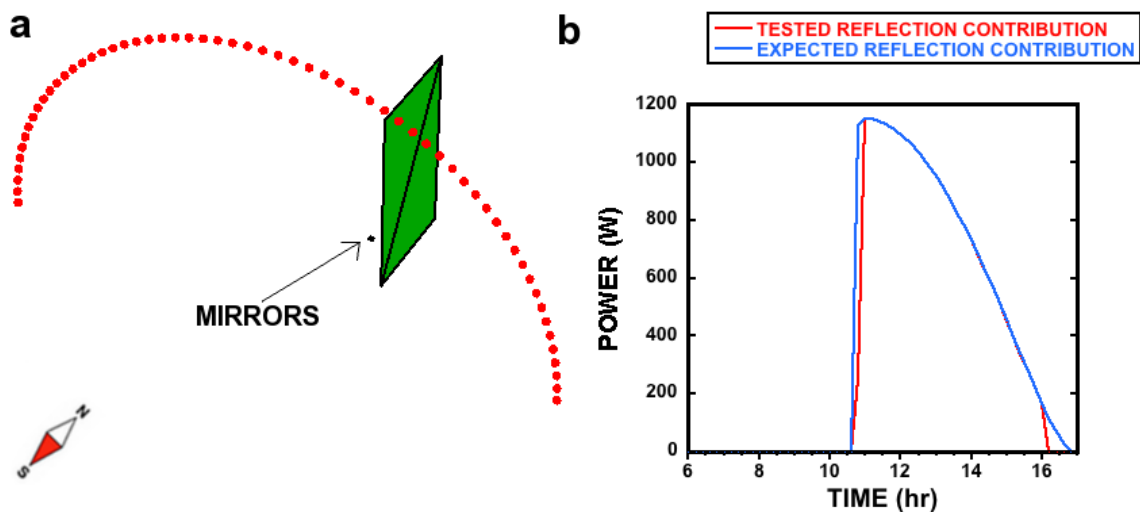 a
MIRRORS
N
S
b
TESTED REFLECTION CONTRIBUTION
EXPECTED REFLECTION CONTRIBUTION
1200
1000
800
600
400
200
0
POWER (W)
6 8 10 12 14 16
TIME (hr)